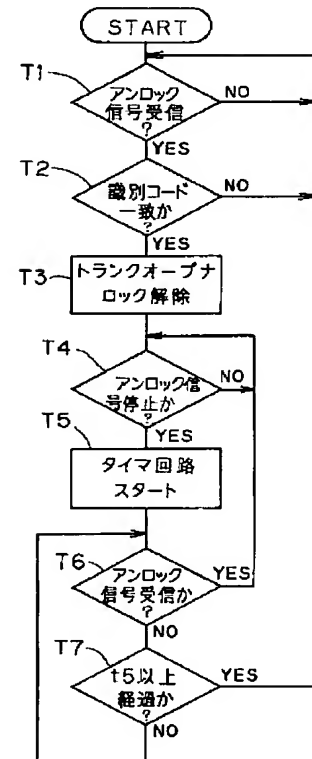 START
T1
アンロック
信号受信
?
NO
YES
T2
識別コード
一致か
?
NO
YES
T3
トランクオープナ
ロック解除
T4
アンロック信
号停止か
?
NO
YES
T5
タイマ回路
スタート
T6
アンロック
信号受信か
?
YES
NO
T7
t5以上
経過か
?
YES
NO